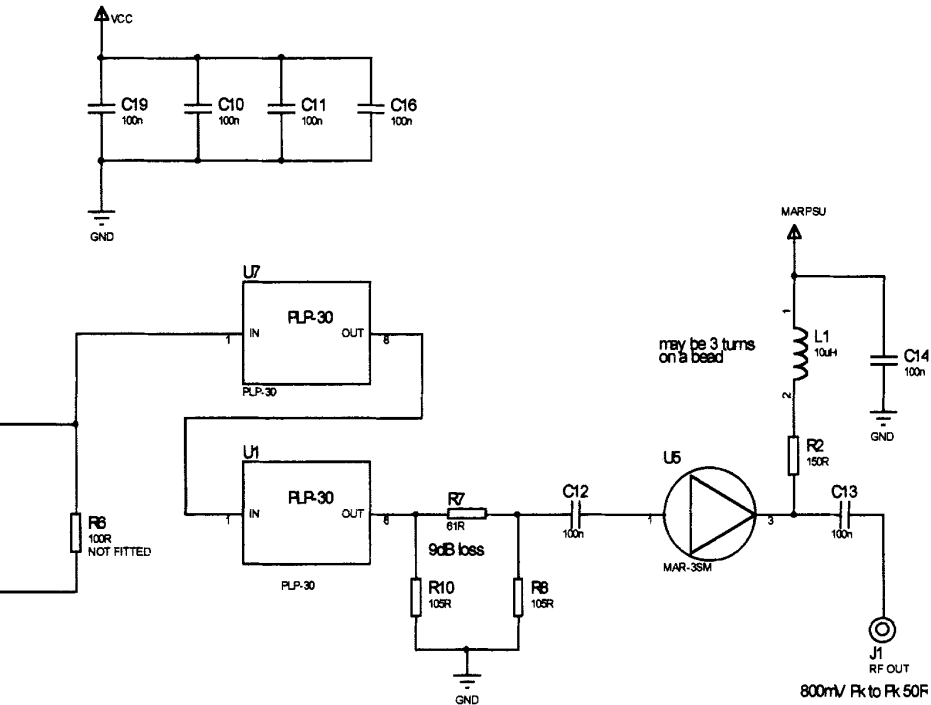 VCC
C19
100n
C10
100n
C11
100n
C16
100n
GND
MARPSU
U7
PLP-30
1
IN
OUT
8
PLP-30
1
L1
10uH
2
may be 3 turns
on a bead
C14
100n
GND
R6
100R
NOT FITTED
U1
PLP-30
1
IN
OUT
8
PLP-30
R7
61R
9dB loss
R10
105R
R8
105R
GND
C12
100n
U5
1
3
MAR-3SM
R2
150R
C13
100n
J1
RF OUT
800mV Pk to Pk 50R